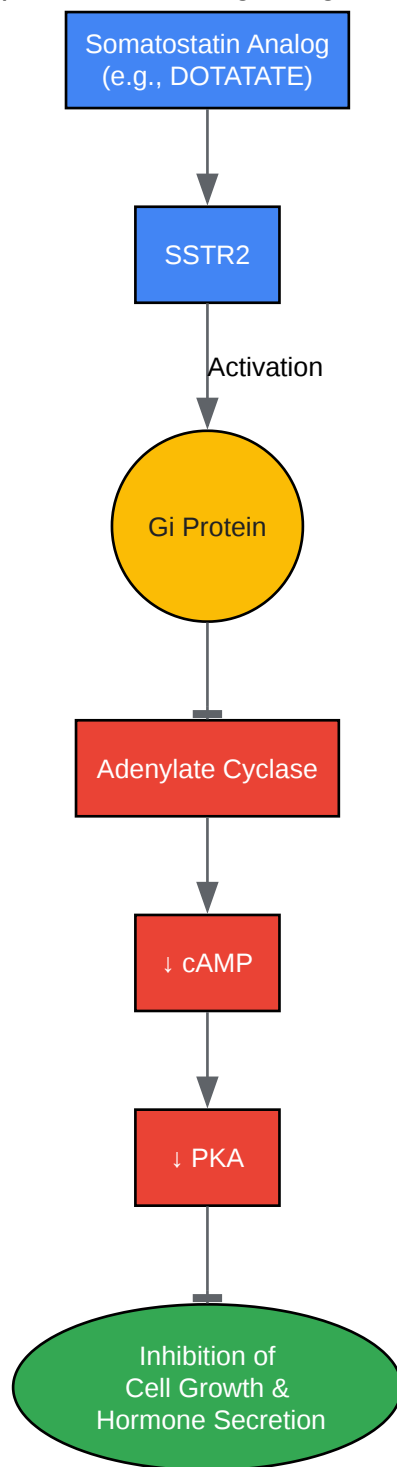 Somatostatin Analog
(e.g., DOTATATE)
SSTR2
Activation
Gi Protein
Adenylate Cyclase
↓ cAMP
↓ PKA
Inhibition of
Cell Growth &
Hormone Secretion